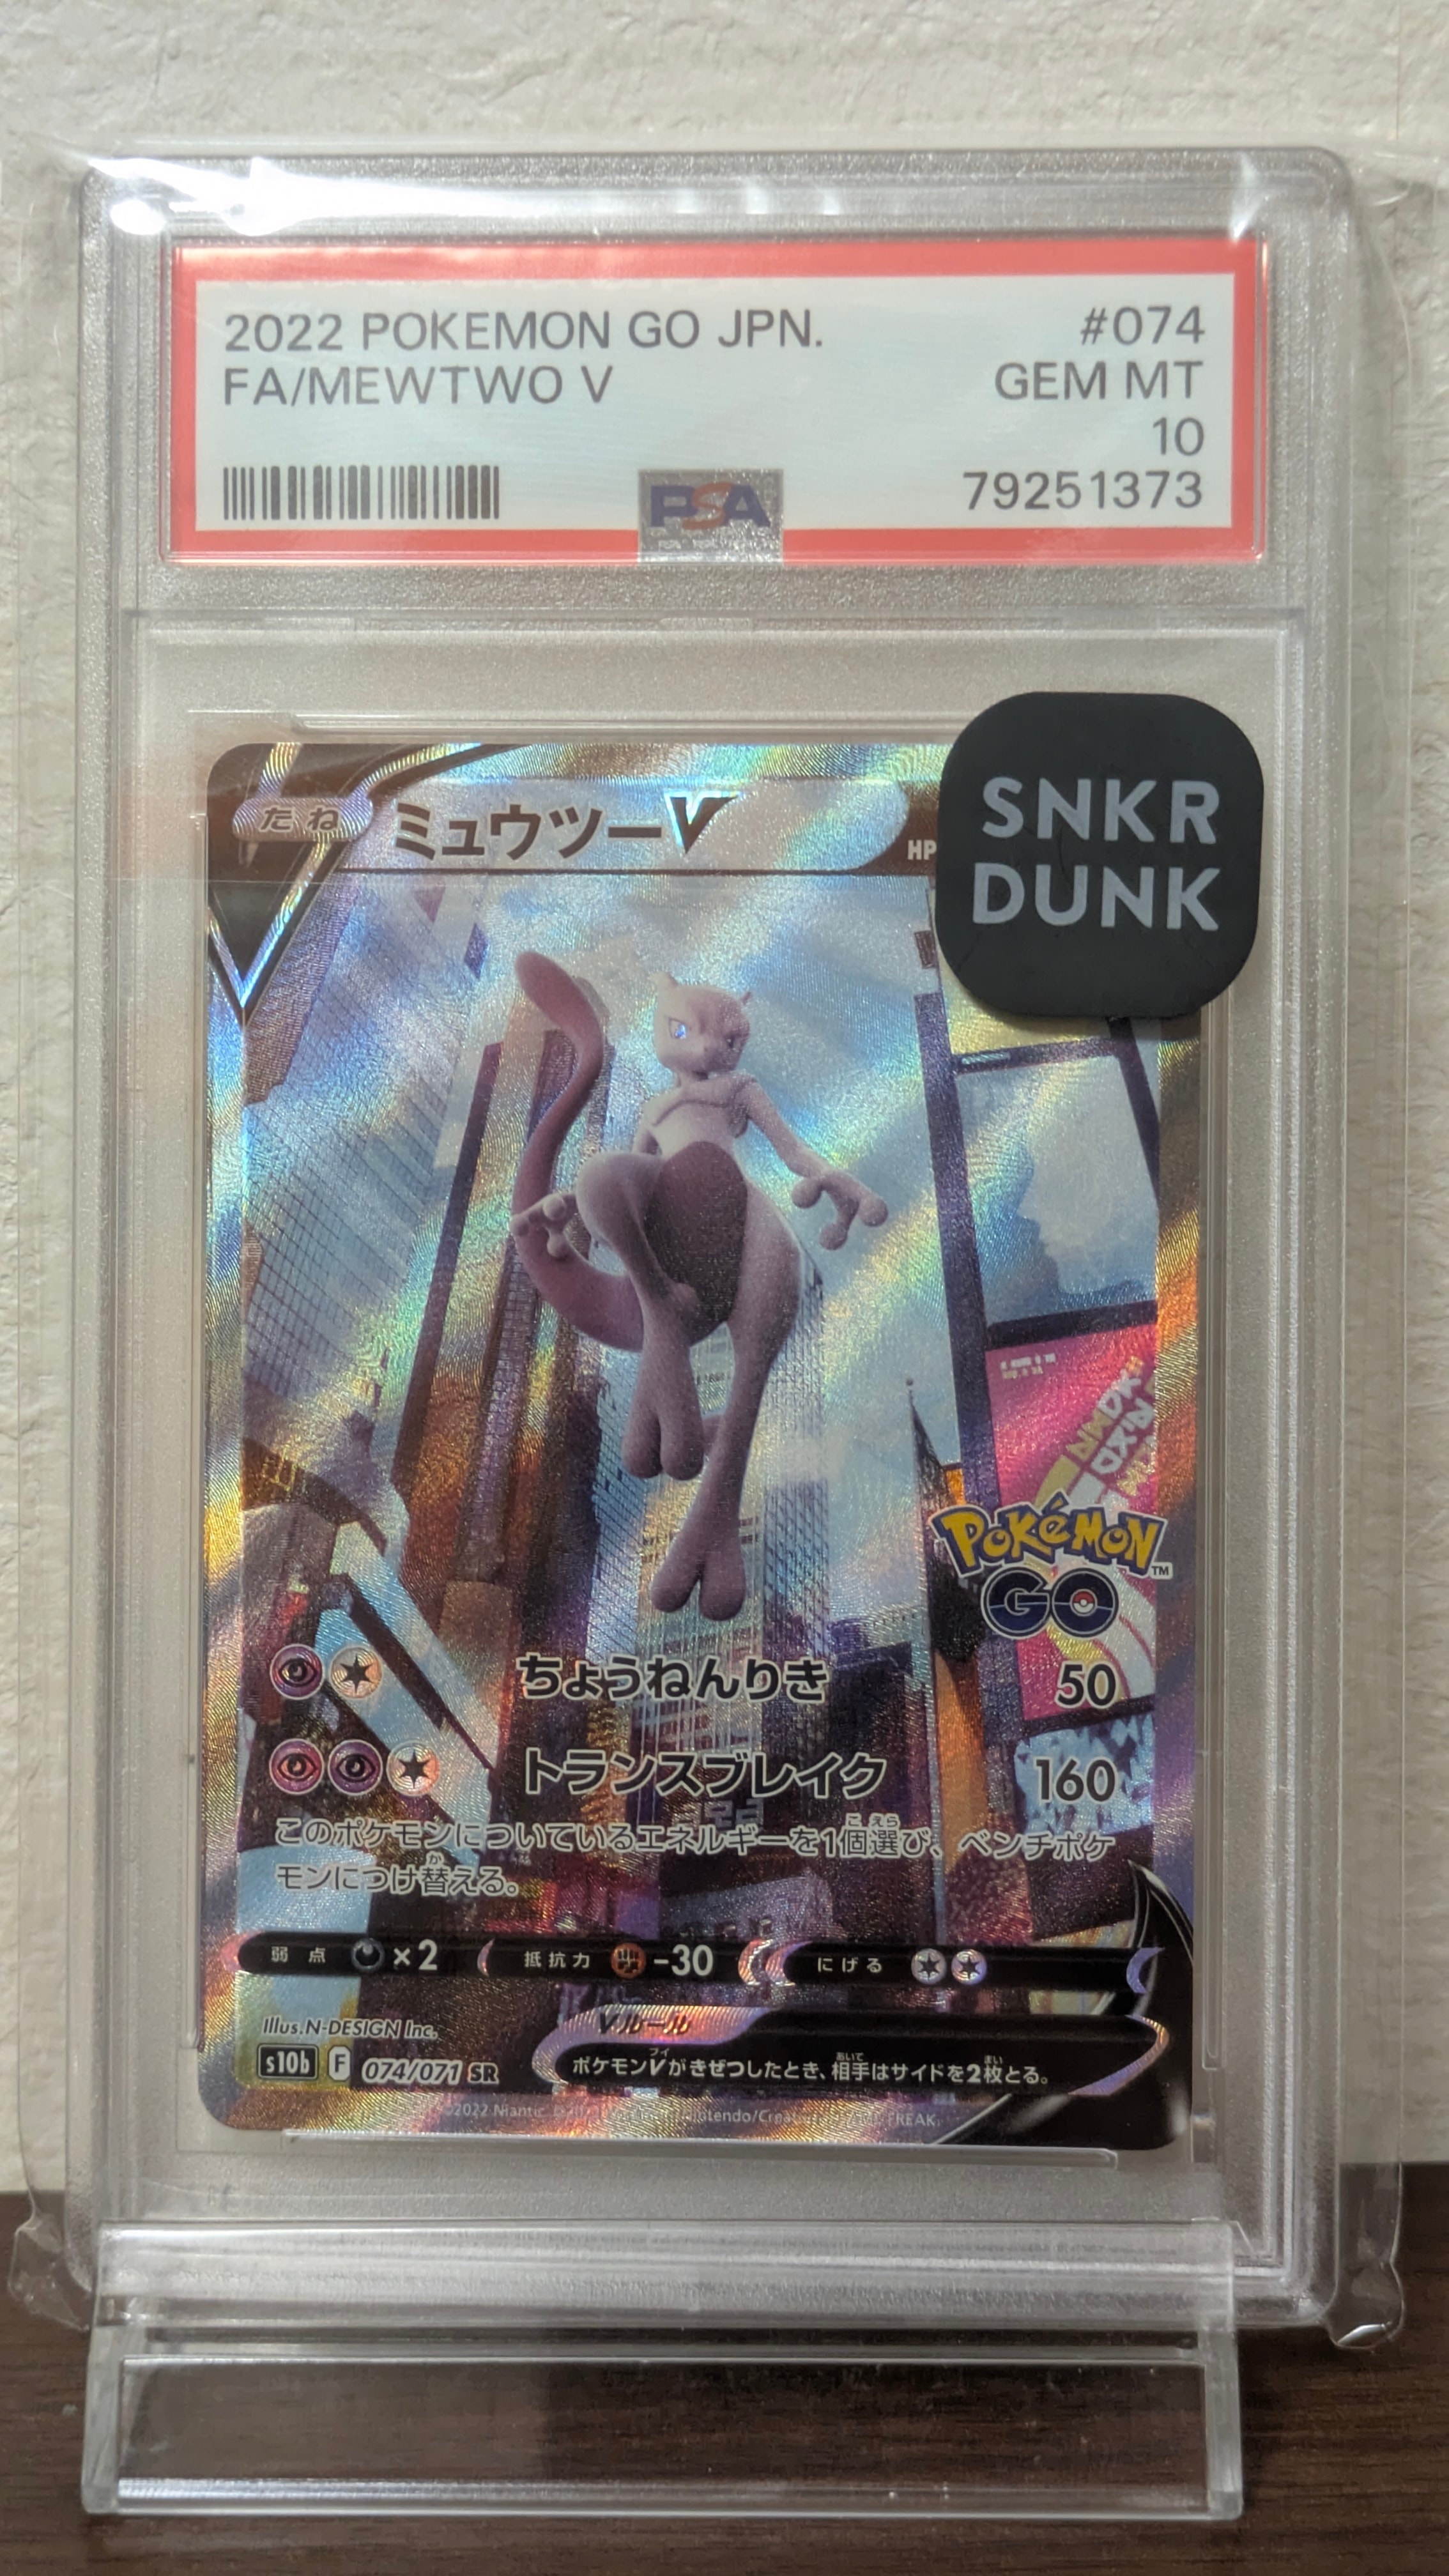 2022 POKEMON GO JPN.
#074
FA/MEWTWO V
GEM MT
10
79251373
PSA
SNKR
DUNK
たね
ミュウツーV
HP
POKéMON™
GO
ちょうねんりき
50
トランスブレイク
160
このポケモンについているエネルギーを1個選び、ベンチポケ
モンにつけ替える。
弱点
×2
抵抗力
-30
にげる
Illus.N-DESIGN Inc.
Vルール
s10b F 074/071 SR
ポケモンVがきぜつしたとき、相手はサイドを2枚とる。
©2022 Niantic